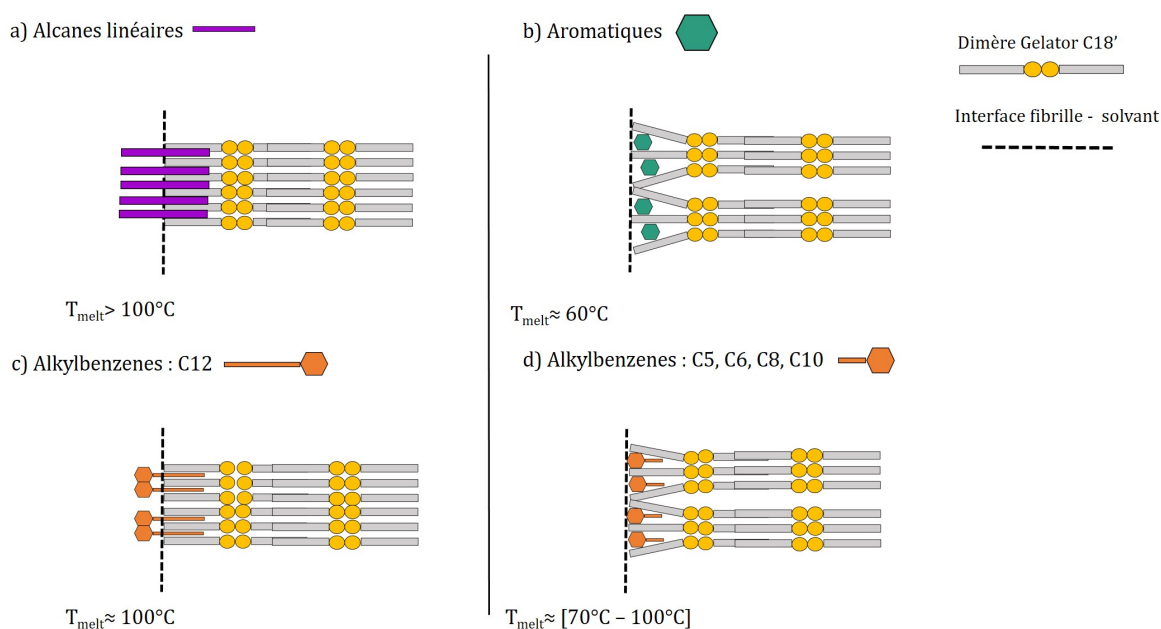 a) Alcanes linéaires
b) Aromatiques
Dimère Gelator C18’
Interface fibrille - solvant
Tmelt> 100°C
Tmelt≈ 60°C
c) Alkylbenzenes : C12
d) Alkylbenzenes : C5, C6, C8, C10
Tmelt≈ 100°C
Tmelt≈ [70°C – 100°C]